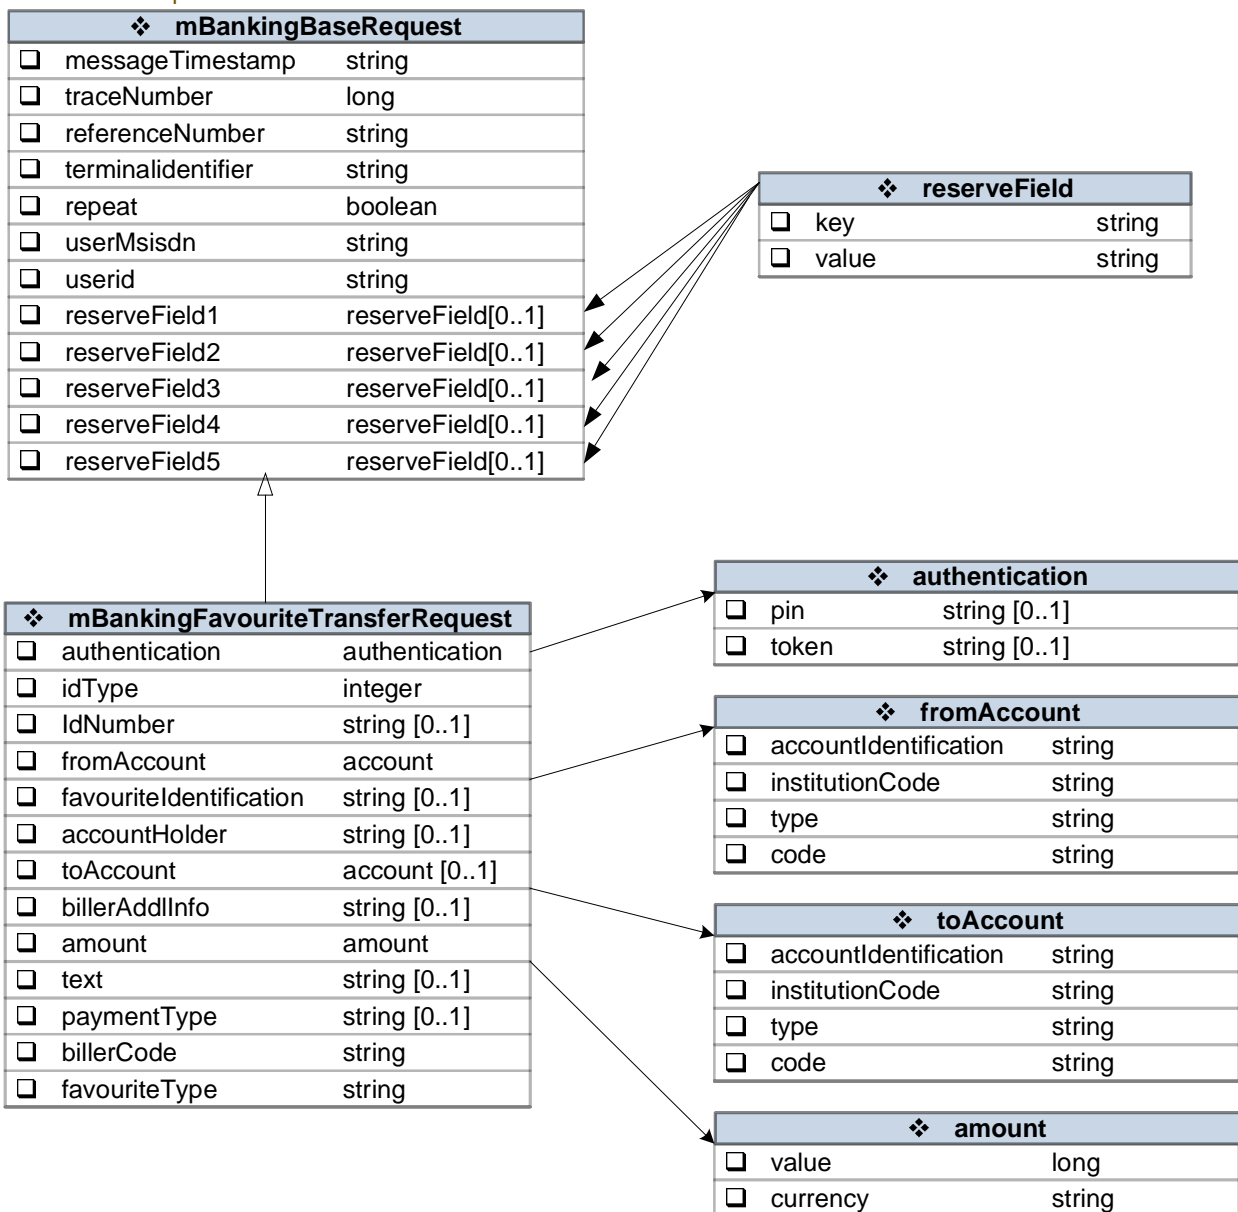 mBankingBaseRequest
messageTimestamp string
traceNumber long
referenceNumber string
terminalidentifier string
repeat boolean
userMsisdn string
userid string
reserveField1 reserveField[0..1]
reserveField2 reserveField[0..1]
reserveField3 reserveField[0..1]
reserveField4 reserveField[0..1]
reserveField5 reserveField[0..1]
reserveField
key string
value string
mBankingFavouriteTransferRequest
authentication authentication
idType integer
IdNumber string [0..1]
fromAccount account
favouriteIdentification string [0..1]
accountHolder string [0..1]
toAccount account [0..1]
billerAddlInfo string [0..1]
amount amount
text string [0..1]
paymentType string [0..1]
billerCode string
favouriteType string
authentication
pin string [0..1]
token string [0..1]
fromAccount
accountIdentification string
institutionCode string
type string
code string
toAccount
accountIdentification string
institutionCode string
type string
code string
amount
value long
currency string